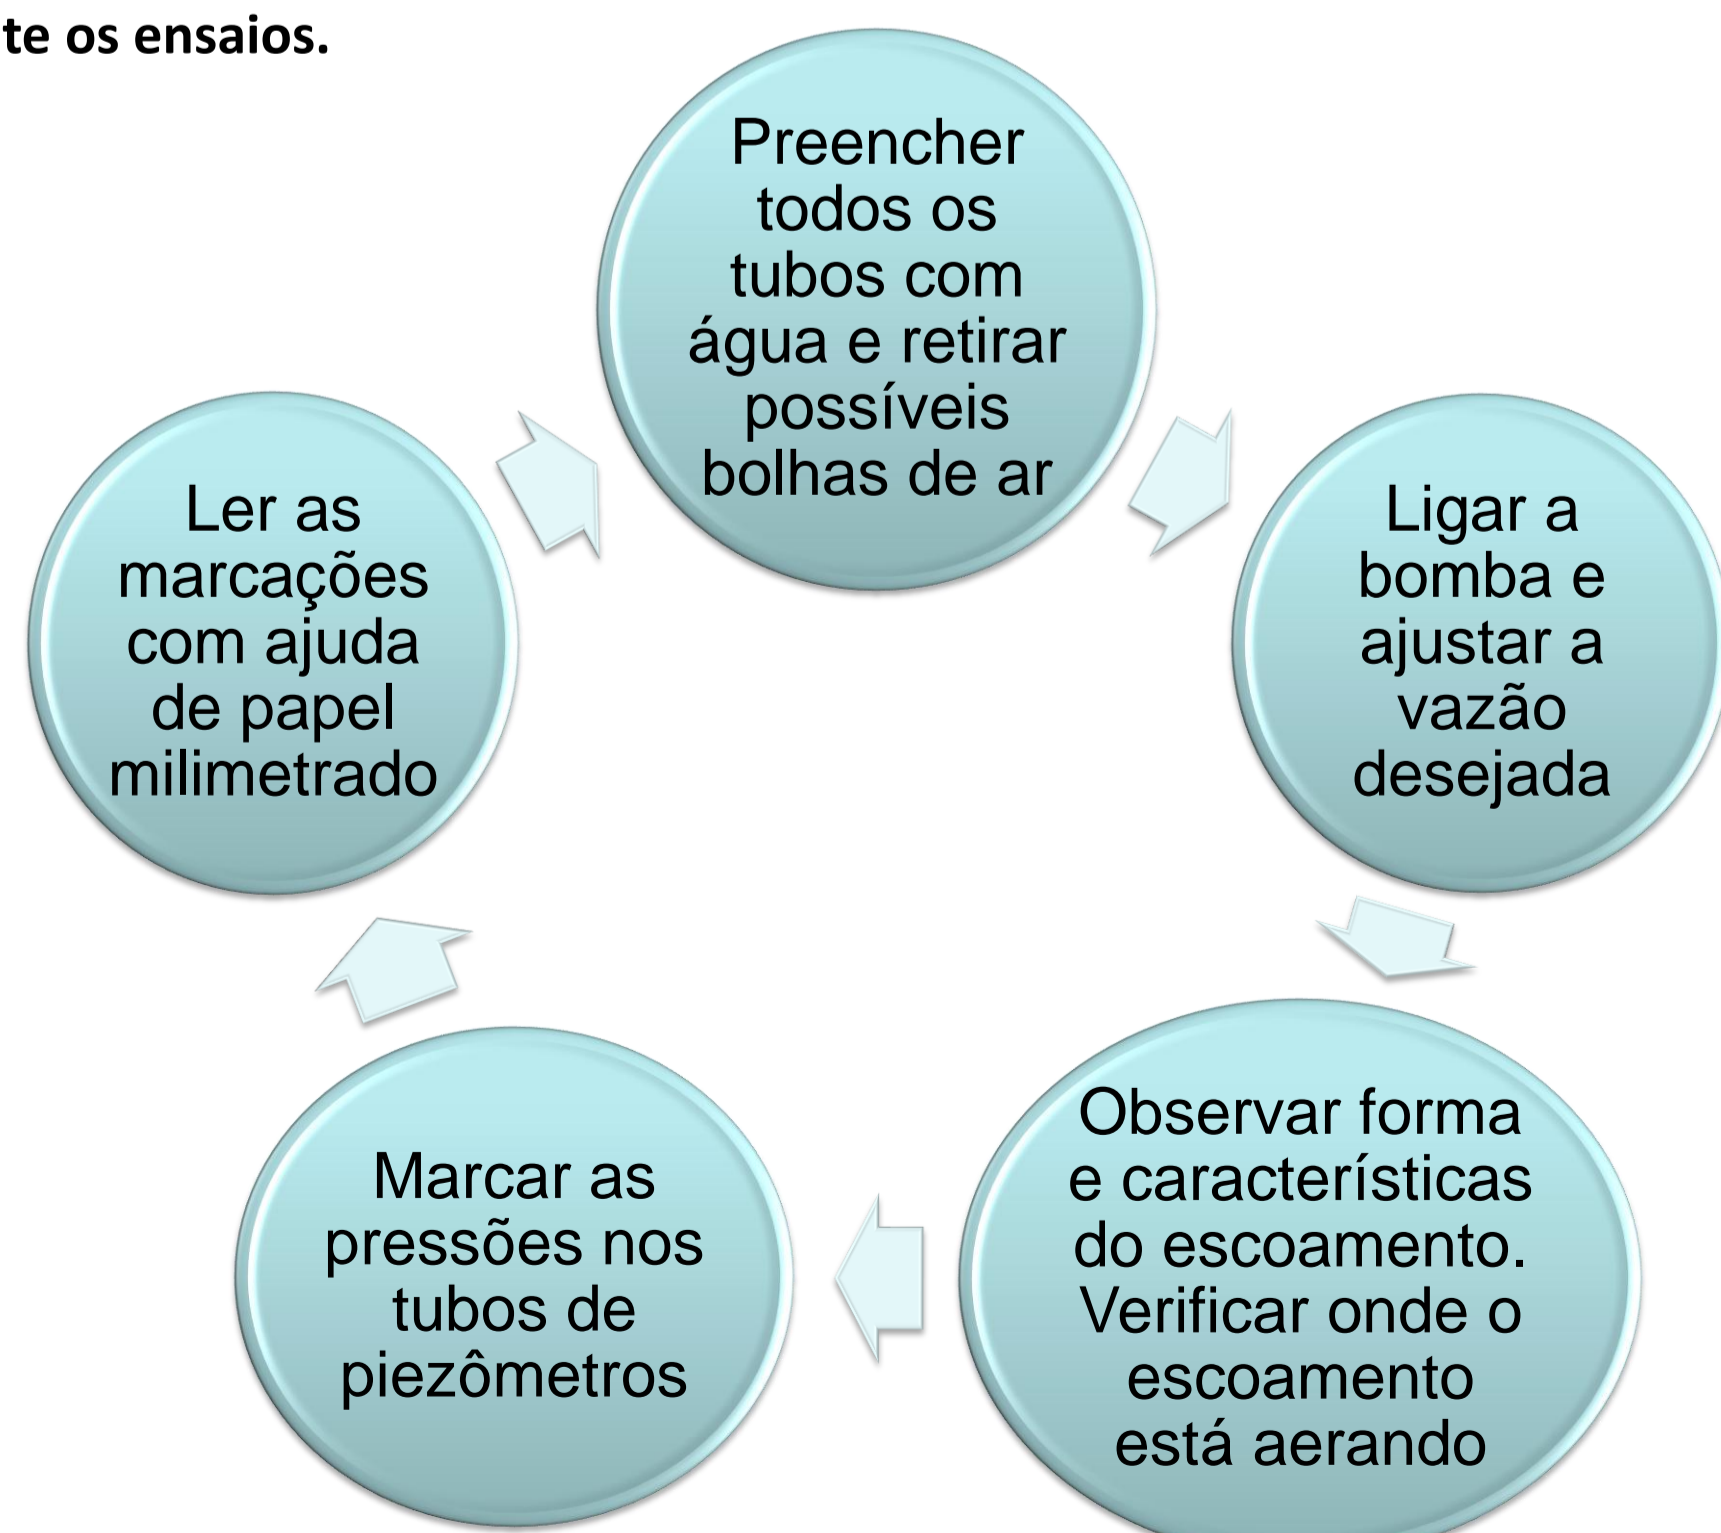 te os ensaios.
Preencher
todos os
tubos com
água e retirar
possíveis
bolhas de ar
Ligar a
bomba e
ajustar a
vazão
desejada
Observar forma
e características
do escoamento.
Verificar onde o
escoamento
está aerando
Marcar as
pressões nos
tubos de
piezômetros
Ler as
marcações
com ajuda
de papel
milimetrado